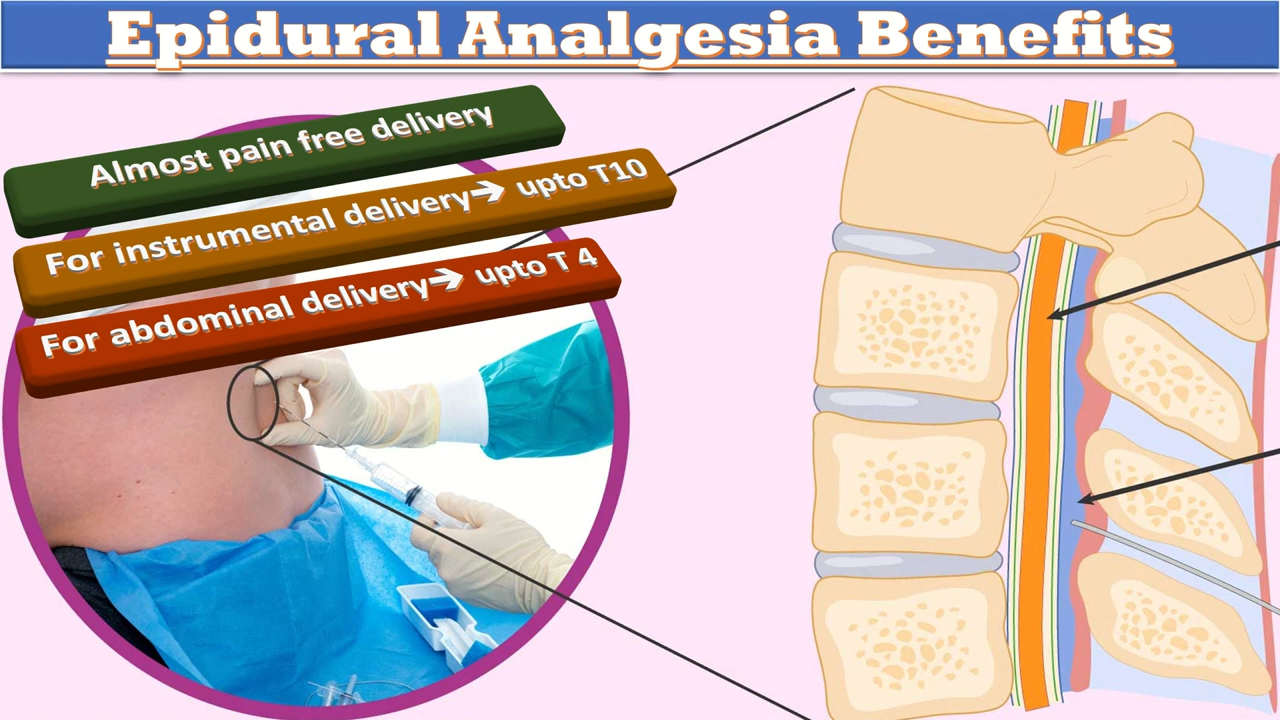 Epidural Analgesia Benefits
Almost pain free delivery
For instrumental delivery→ upto T10
For abdominal delivery→ upto T 4